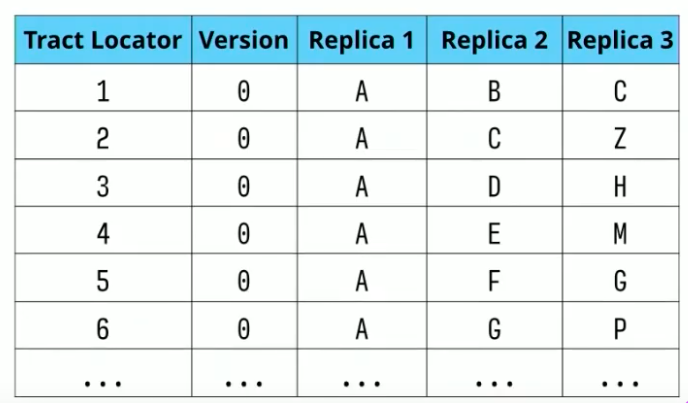 Tract Locator Version Replica 1 Replica 2 Replica 3
1 0 A B C
2 0 A C Z
3 0 A D H
4 0 A E M
5 0 A F G
6 0 A G P
... ... ... ... ...